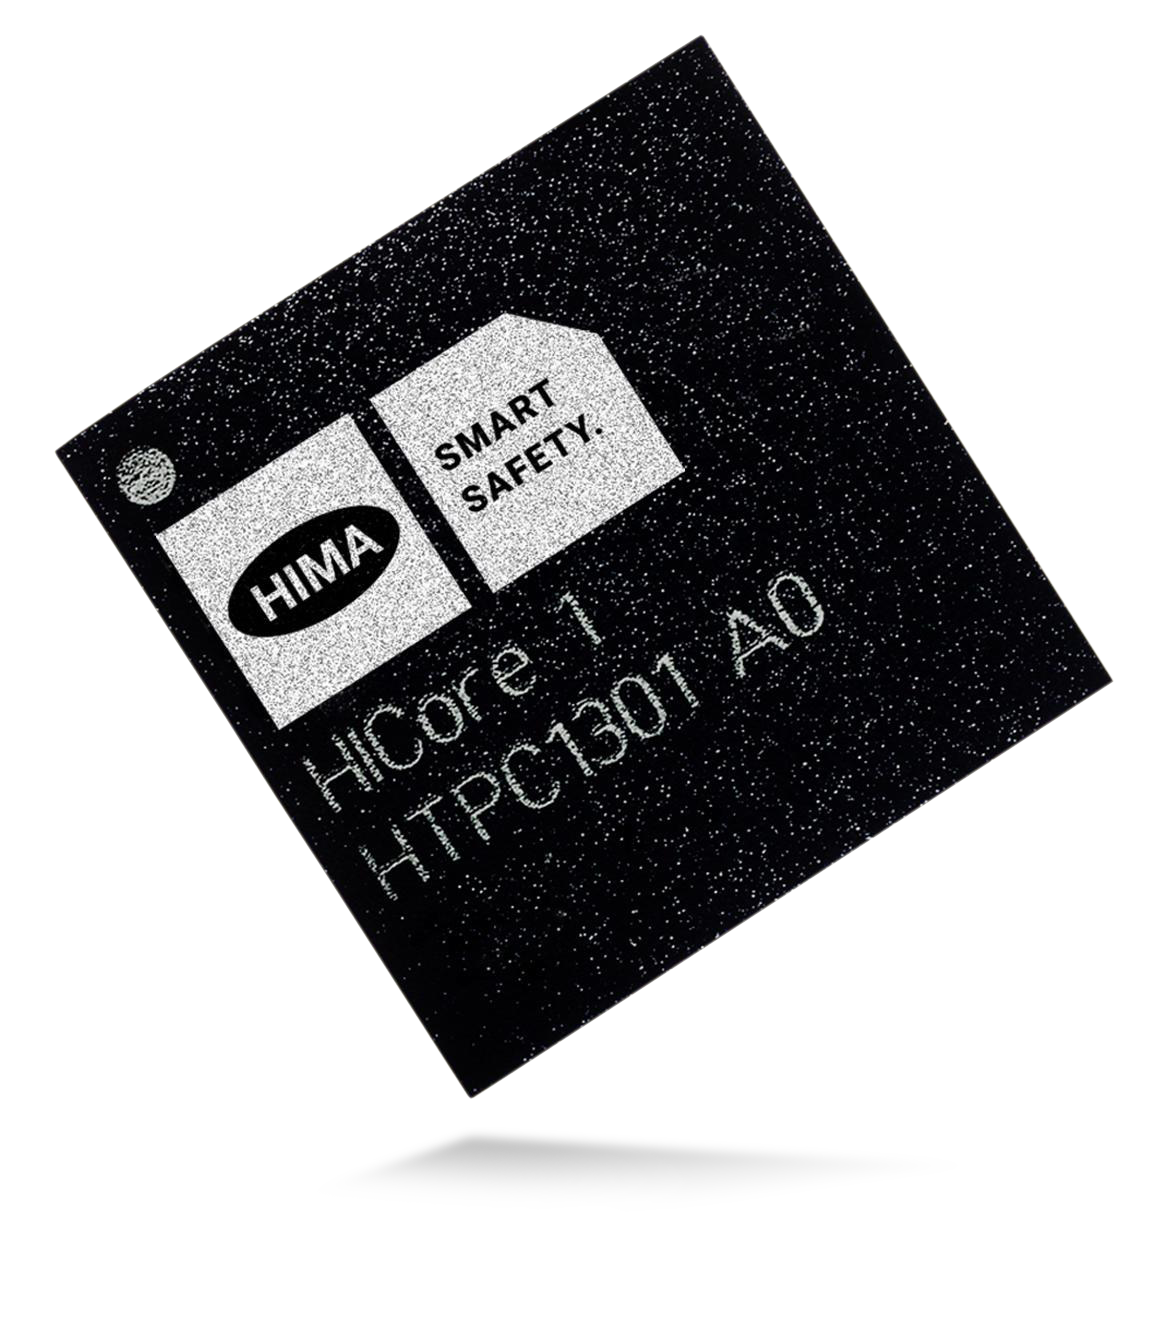 HIMA
SMART
SAFETY.
HICore 1
HTPC1301 A0